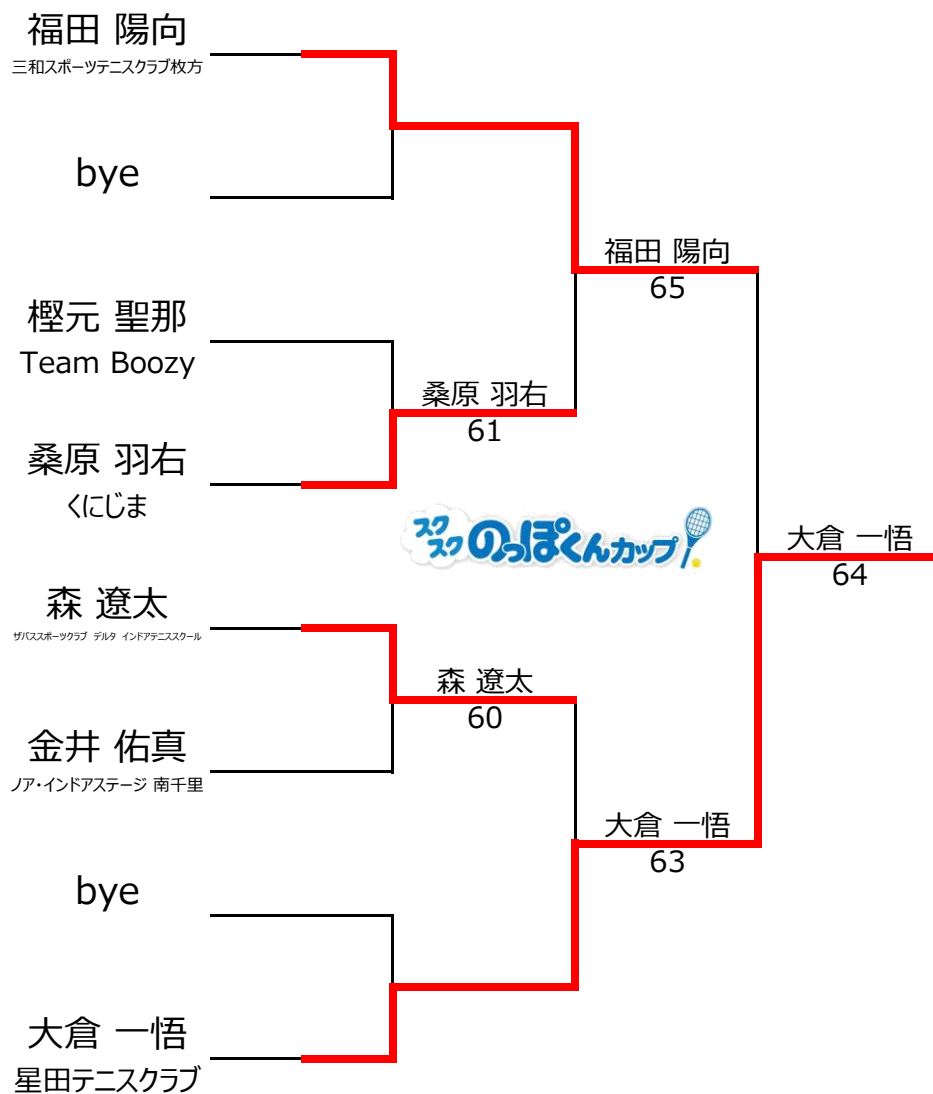 福田 陽向
三和スポーツテニスクラブ枚方
bye
福田 陽向
65
樫元 聖那
Team Boozy
桑原 羽右
61
桑原 羽右
くにじま
スクスク のっぽくんカップ
大倉 一悟
64
森 遼太
ザバススポーツクラブ デルタ インドアテニススクール
森 遼太
60
金井 佑真
ノア・インドアステージ 南千里
大倉 一悟
63
bye
大倉 一悟
星田テニスクラブ